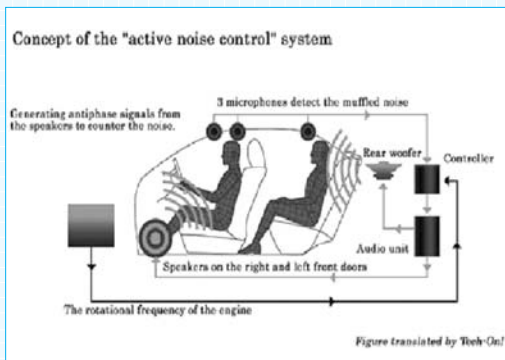 Concept of the "active noise control" system
3 microphones detect the muffled noise
Generating antiphase signals from
the speakers to counter the noise.
Rear woofer
Controller
Audio unit
Speakers on the right and left front doors
The rotational frequency of the engine
Figure translated by Tech-On!